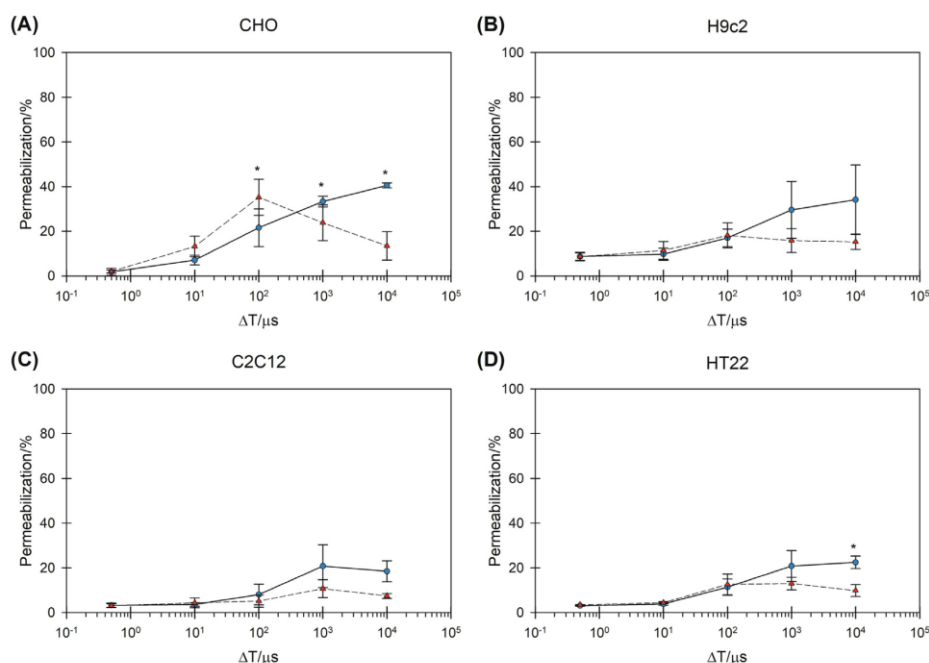 (A) CHO
(B) H9c2
100
80
60
40
20
0
Permeabilization/%
* * *
10-1 100 101 102 103 104 105
ΔT/μs
100
80
60
40
20
0
Permeabilization/%
10-1 100 101 102 103 104 105
ΔT/μs
(C) C2C12
(D) HT22
100
80
60
40
20
0
Permeabilization/%
10-1 100 101 102 103 104 105
ΔT/μs
100
80
60
40
20
0
Permeabilization/%
*
10-1 100 101 102 103 104 105
ΔT/μs